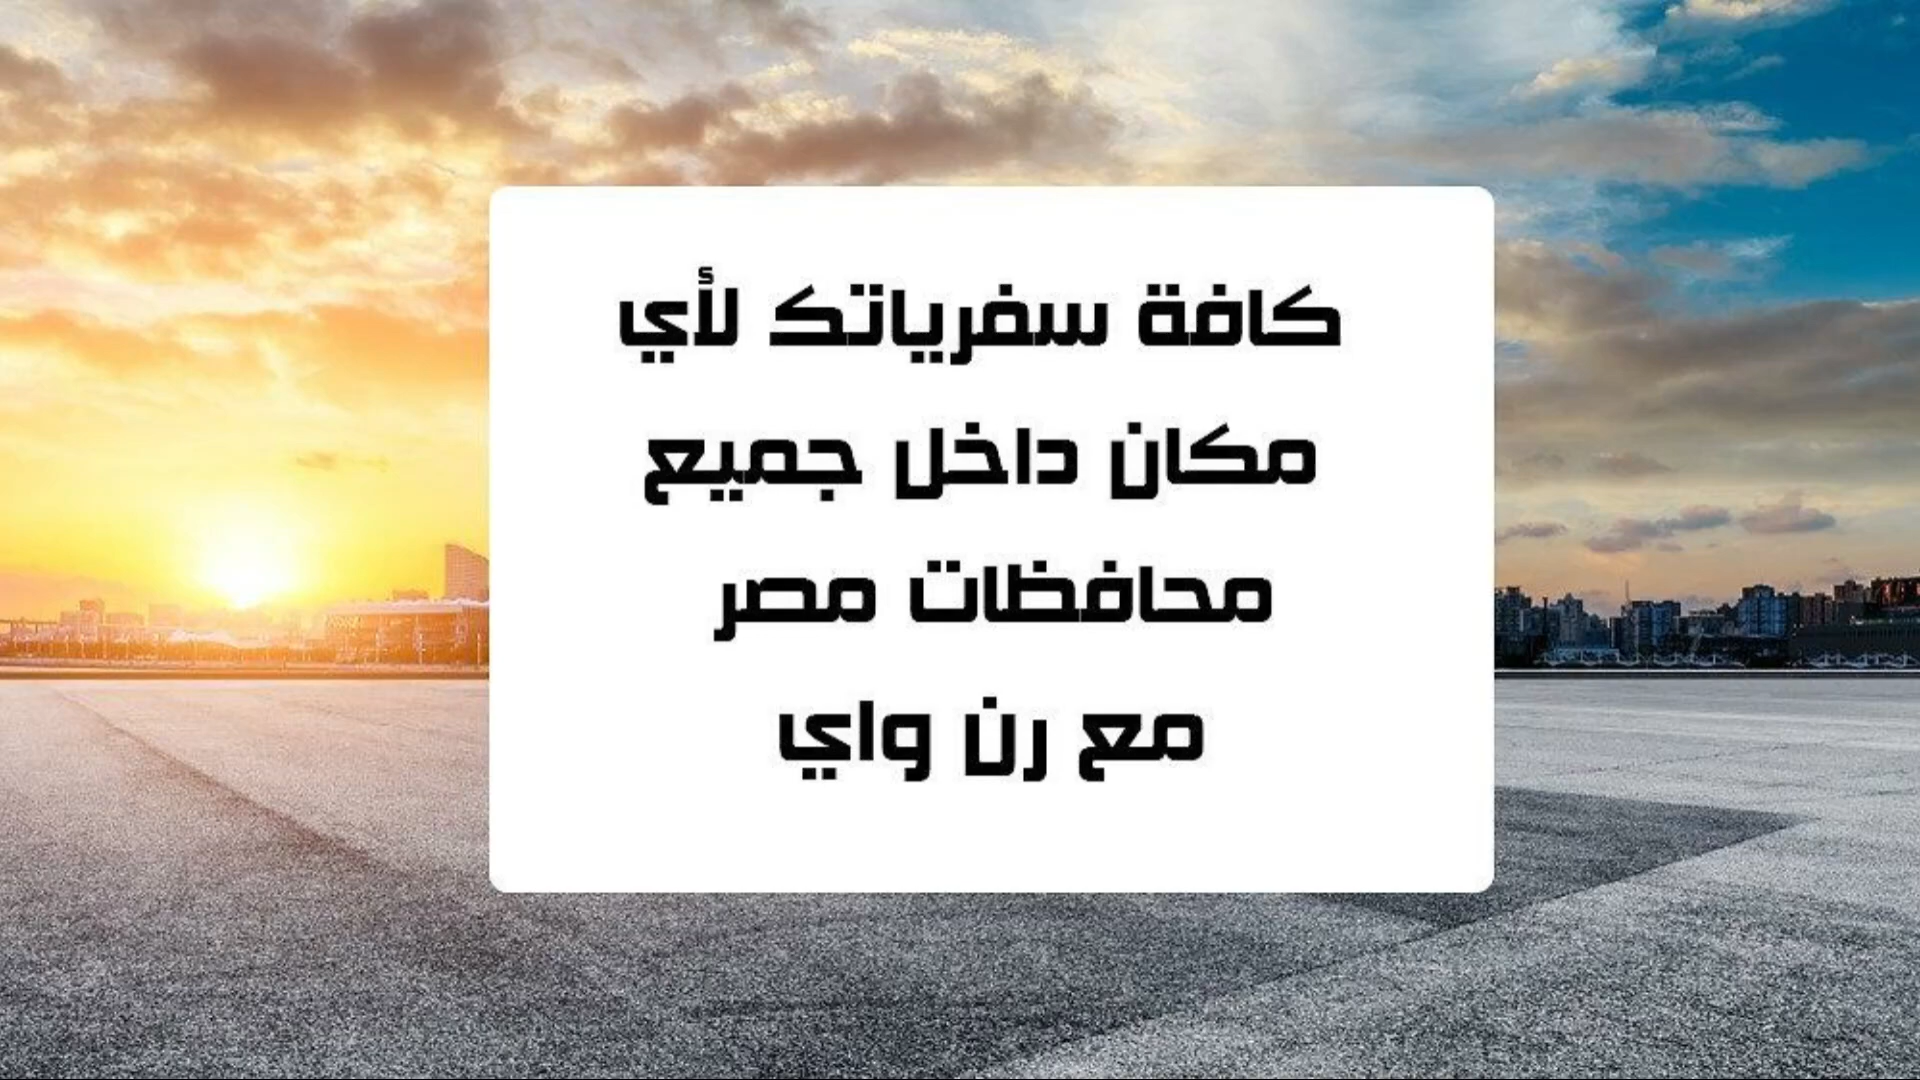 كافة سفرياتك لأي
مكان داخل جميع
محافظات مصر
مع رن واي